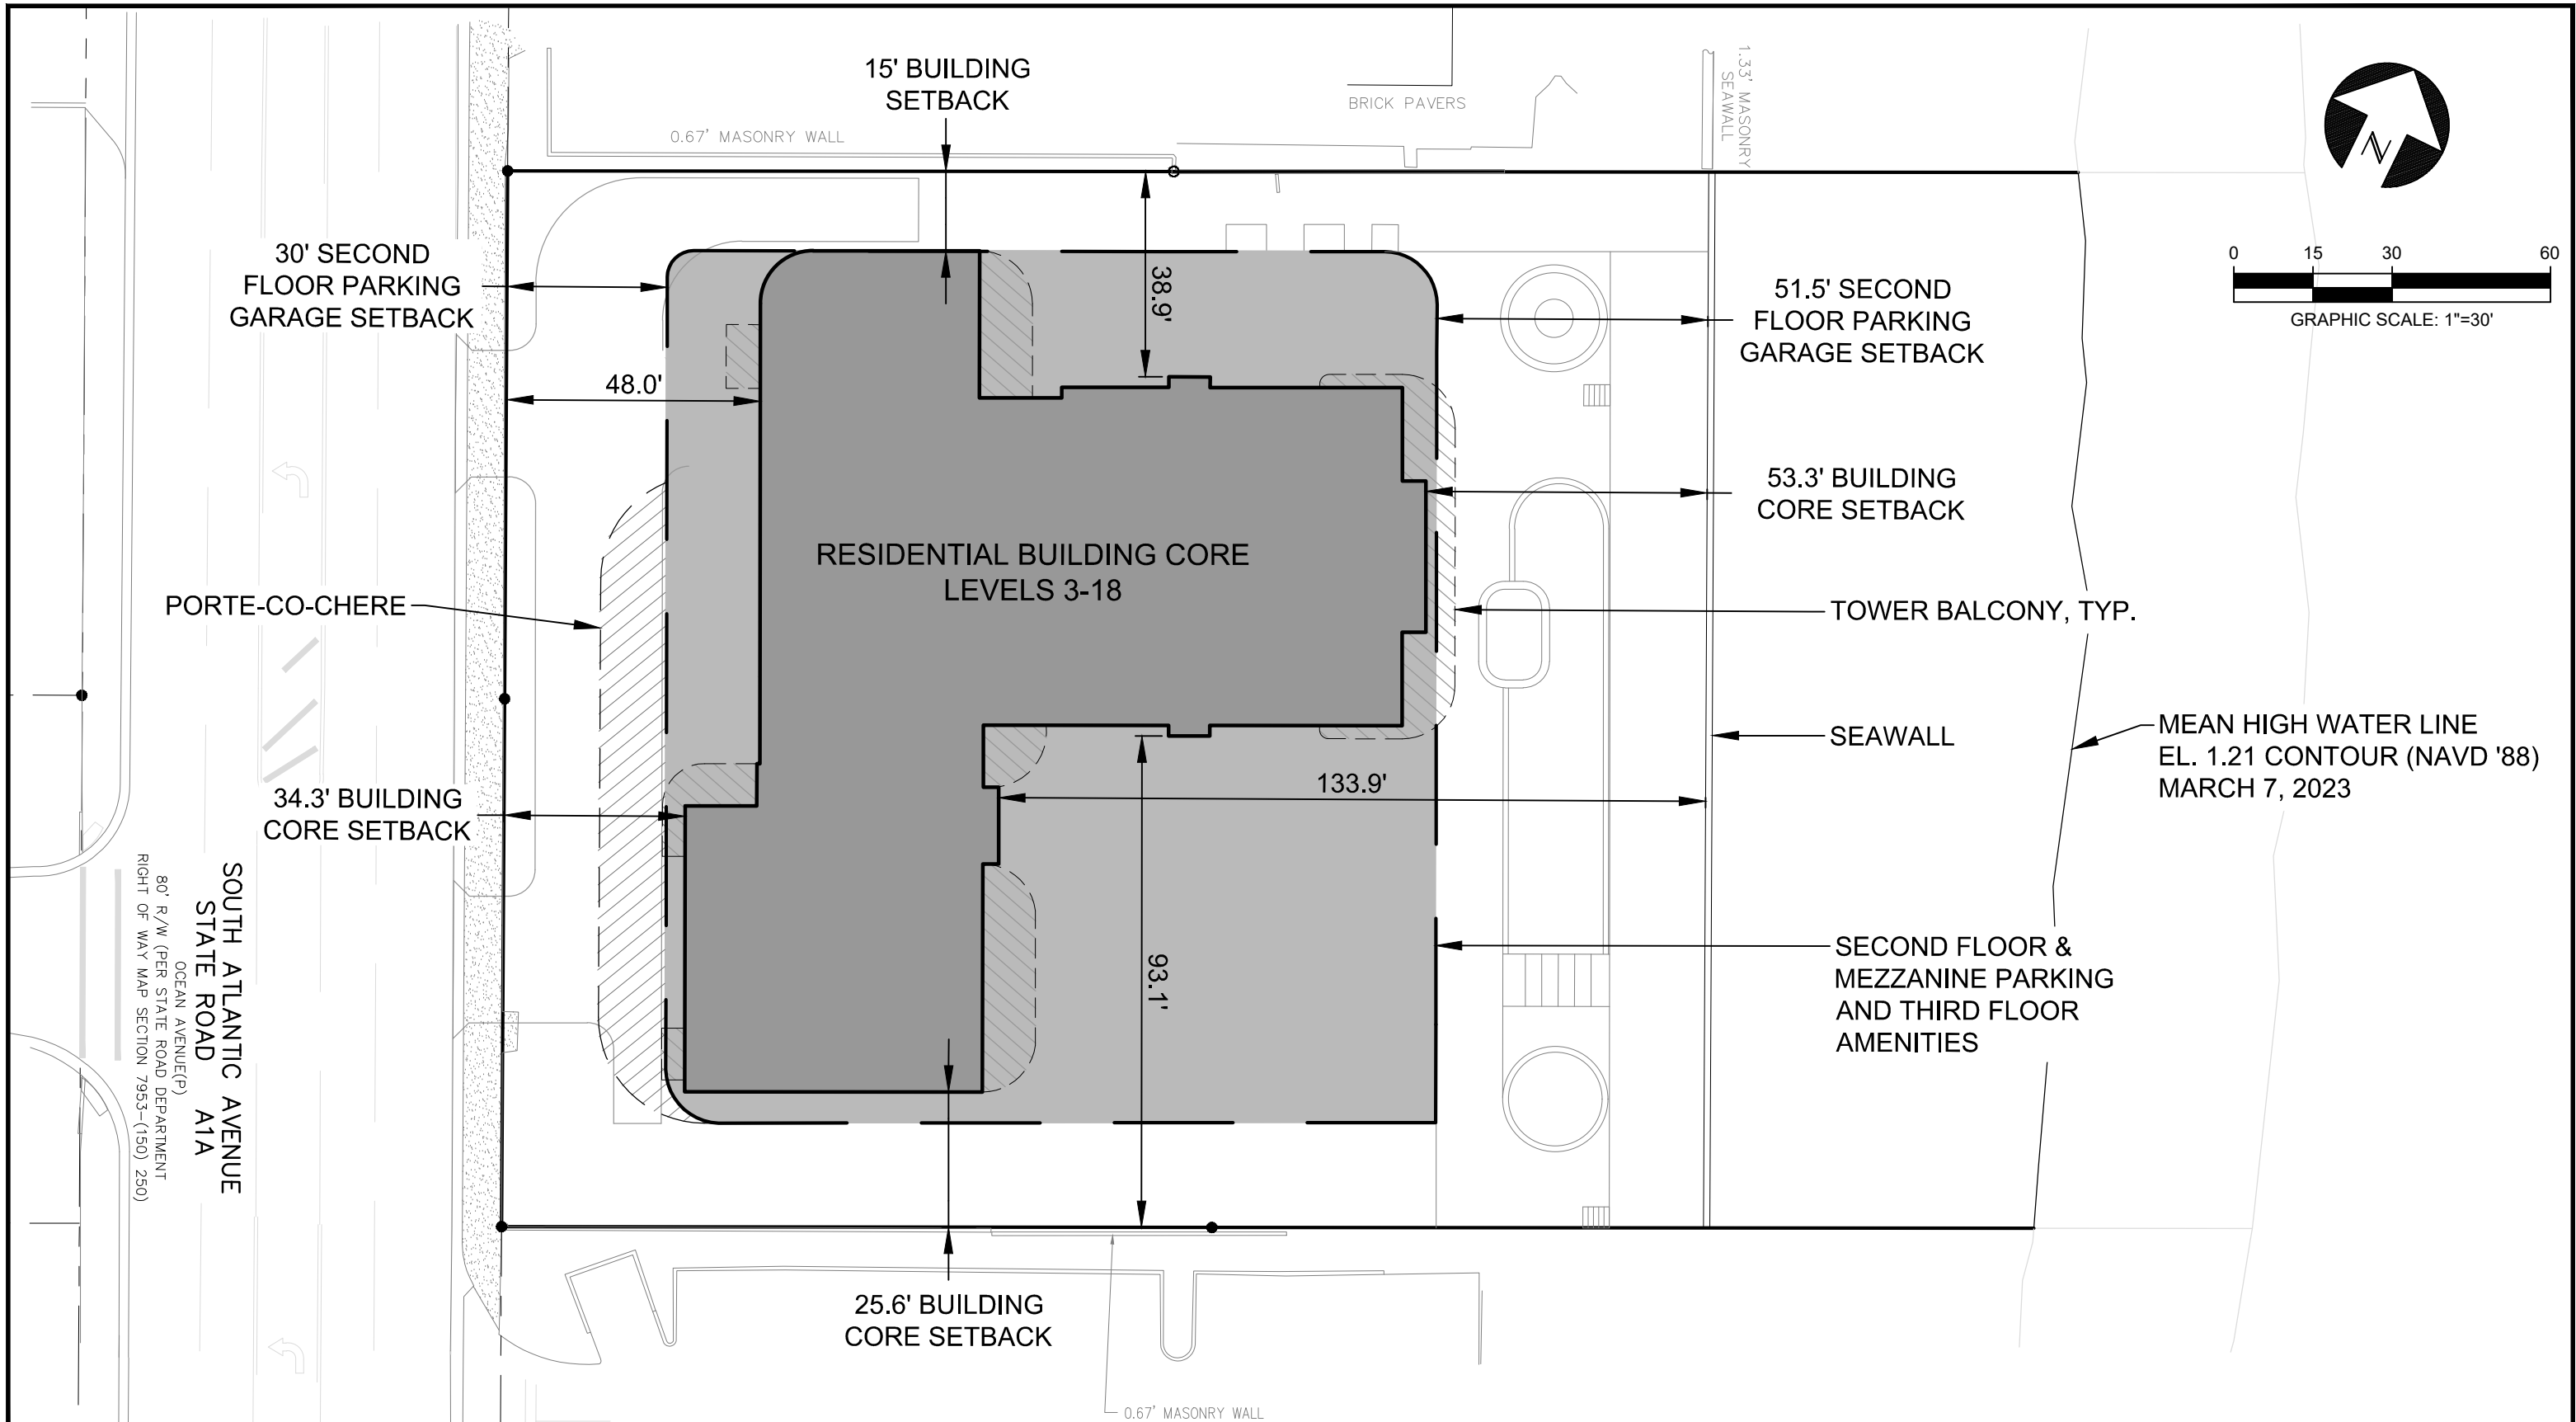 15' BUILDING
SETBACK
0.67' MASONRY WALL
BRICK PAVERS
1.33' MASONRY
SEAWALL
N
30' SECOND
FLOOR PARKING
GARAGE SETBACK
38.9'
51.5' SECOND
FLOOR PARKING
GARAGE SETBACK
0 15 30 60
GRAPHIC SCALE: 1"=30'
48.0'
53.3' BUILDING
CORE SETBACK
RESIDENTIAL BUILDING CORE
LEVELS 3-18
PORTE-CO-CHERE
TOWER BALCONY, TYP.
SEAWALL
MEAN HIGH WATER LINE
EL. 1.21 CONTOUR (NAVD '88)
MARCH 7, 2023
133.9'
34.3' BUILDING
CORE SETBACK
SOUTH ATLANTIC AVENUE
STATE ROAD A1A
OCEAN AVENUE(P)
80' R/W (PER STATE ROAD DEPARTMENT
RIGHT OF WAY MAP SECTION 7953-(150) 250)
93.1'
SECOND FLOOR &
MEZZANINE PARKING
AND THIRD FLOOR
AMENITIES
25.6' BUILDING
CORE SETBACK
0.67' MASONRY WALL